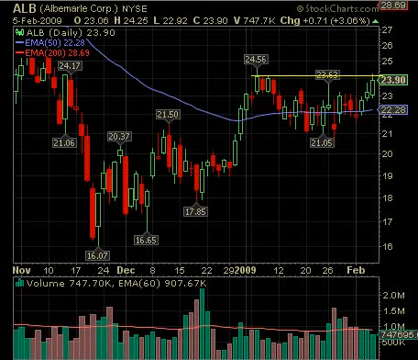 ALB (Albemarle Corp.) NYSE © StockCharts.com 28.69
5-Feb-2009 O 23.06 H 24.25 L 22.92 C 23.90 V 747.7K Chg +0.71 (+3.06%)
ALB (Daily) 23.90
EMA(50) 22.28
EMA(200) 28.69
27
26
25
24
23.90
23
22.28
22
21
20
19
18
17
16
24.17
21.06
16.07
20.37
16.65
21.50
17.85
24.56
23.63
21.05
Nov 10 17 24 Dec 8 15 22 29 2009 12 20 26 Feb
Volume 747.70K, EMA(60) 907.67K
2.0M
1.5M
1.0M
747695
500K